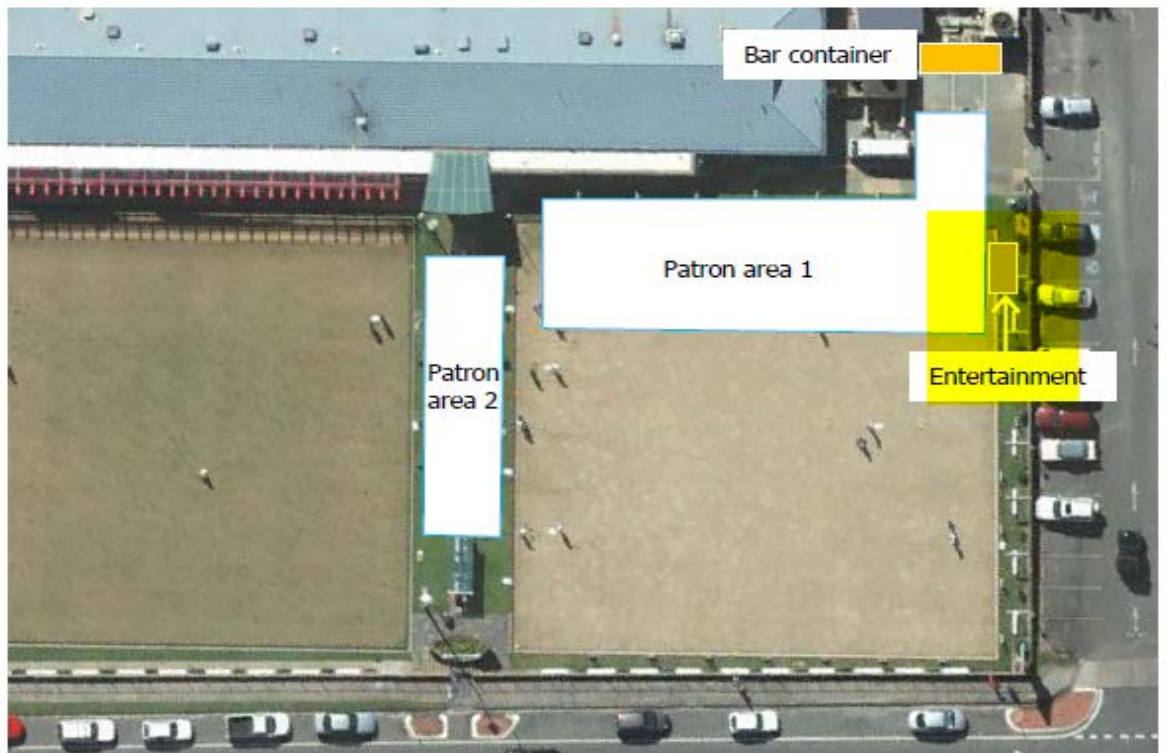 Bar container
Patron area 1
Patron
area 2
Entertainment